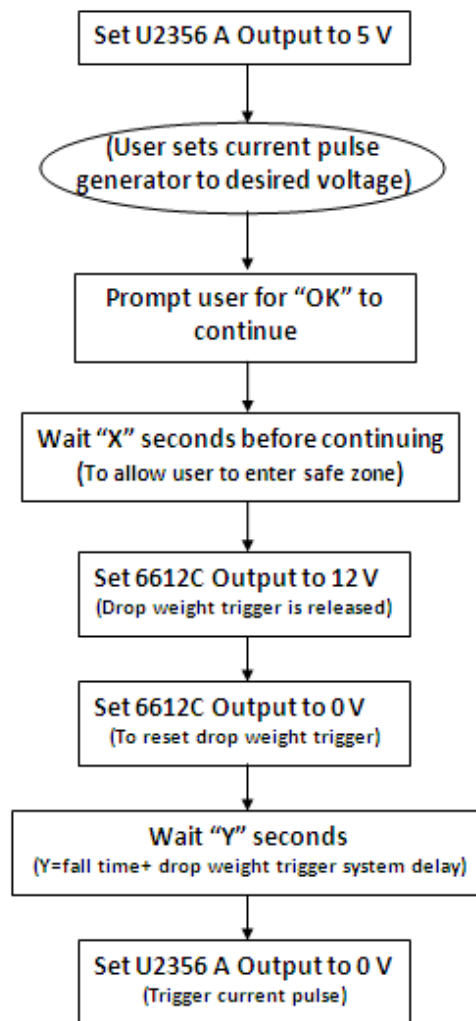 Set U2356 A Output to 5 V
(User sets current pulse
generator to desired voltage)
Prompt user for “OK” to
continue
Wait “X” seconds before continuing
(To allow user to enter safe zone)
Set 6612C Output to 12 V
(Drop weight trigger is released)
Set 6612C Output to 0 V
(To reset drop weight trigger)
Wait “Y” seconds
(Y=fall time+ drop weight trigger system delay)
Set U2356 A Output to 0 V
(Trigger current pulse)